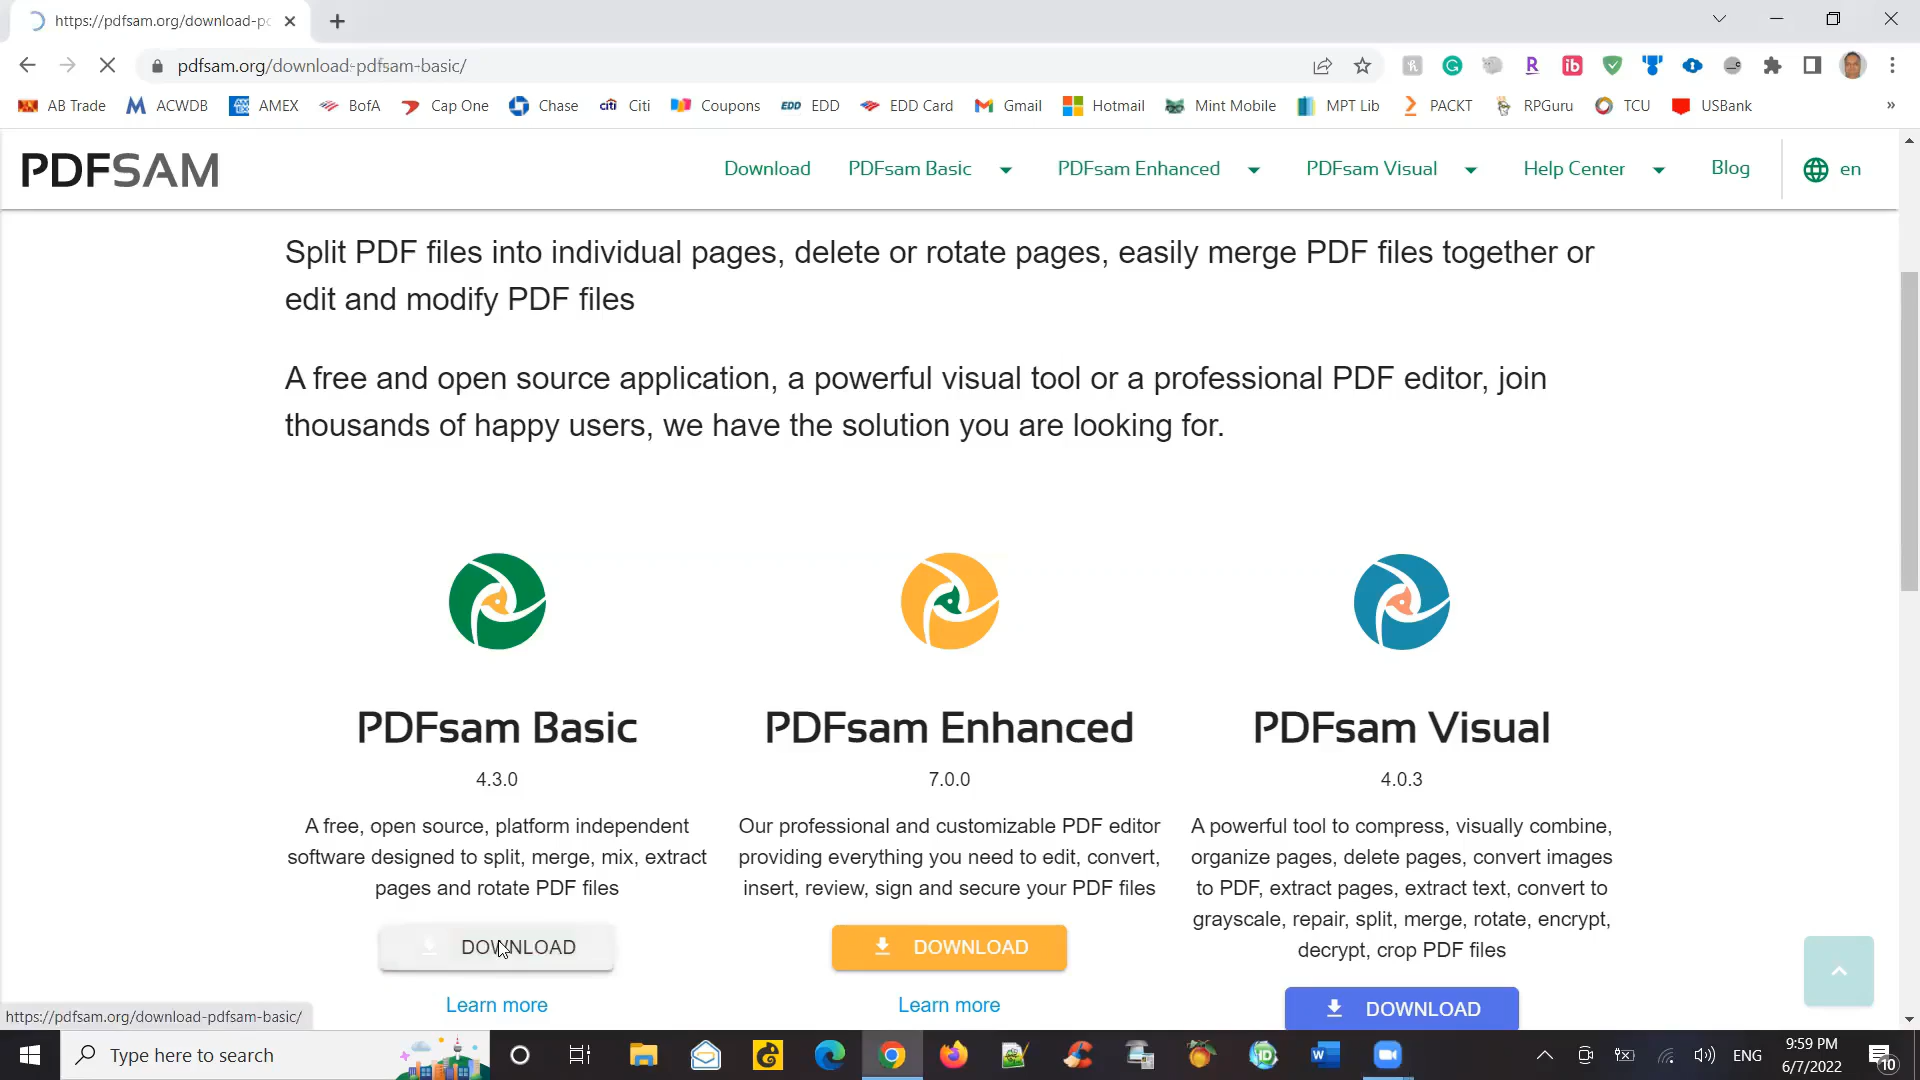 https://pdfsam.org/download-pd
pdfsam.org/download-pdfsam-basic/
AB Trade ACWDB AMEX BofA Cap One Chase citi Citi Coupons EDD EDD EDD Card Gmail Hotmail Mint Mobile MPT Lib PACKT RPGuru TCU USBank »
PDFSAM Download PDFsam Basic PDFsam Enhanced PDFsam Visual Help Center Blog en
Split PDF files into individual pages, delete or rotate pages, easily merge PDF files together or
edit and modify PDF files
A free and open source application, a powerful visual tool or a professional PDF editor, join
thousands of happy users, we have the solution you are looking for.
PDFsam Basic
4.3.0
A free, open source, platform independent
software designed to split, merge, mix, extract
pages and rotate PDF files
DOWNLOAD
Learn more
PDFsam Enhanced
7.0.0
Our professional and customizable PDF editor
providing everything you need to edit, convert,
insert, review, sign and secure your PDF files
DOWNLOAD
Learn more
PDFsam Visual
4.0.3
A powerful tool to compress, visually combine,
organize pages, delete pages, convert images
to PDF, extract pages, extract text, convert to
grayscale, repair, split, merge, rotate, encrypt,
decrypt, crop PDF files
DOWNLOAD
https://pdfsam.org/download-pdfsam-basic/
Type here to search
ENG
9:59 PM
6/7/2022
10